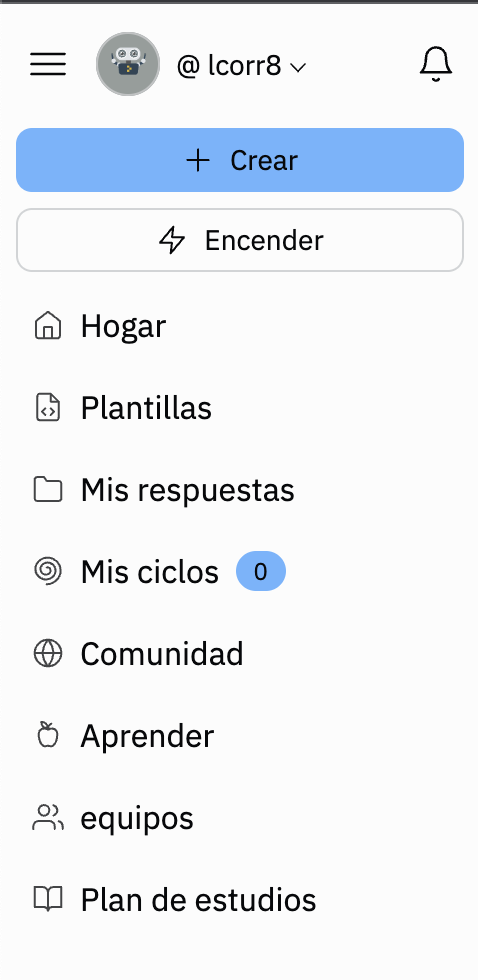 @ lcorr8
Crear
Encender
Hogar
Plantillas
Mis respuestas
Mis ciclos 0
Comunidad
Aprender
equipos
Plan de estudios